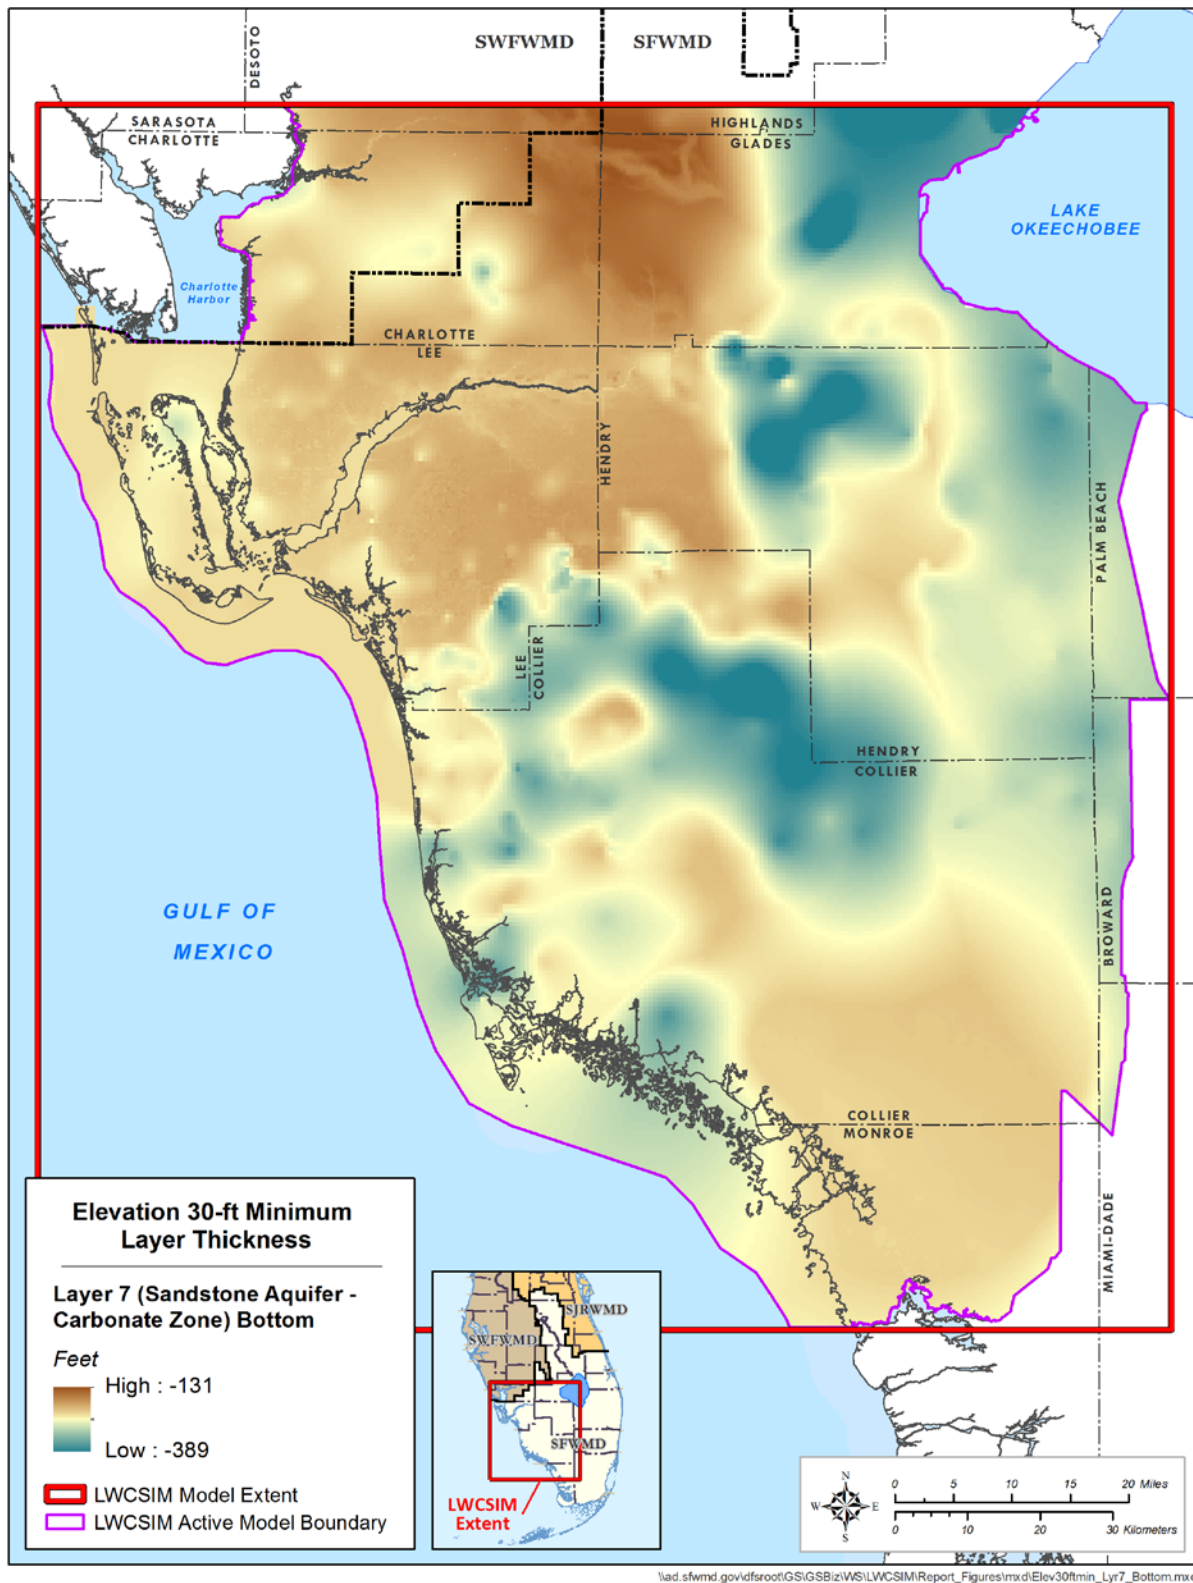 SWFWMD
SFWMD
DESOTO
SARASOTA
CHARLOTTE
HIGHLANDS
GLADES
LAKE
OKEECHOBEE
Charlotte
Harbor
CHARLOTTE
LEE
HENDRY
PALM BEACH
LEE
COLLIER
HENDRY
COLLIER
GULF OF
MEXICO
BROWARD
COLLIER
MONROE
MIAMI-DADE
Elevation 30-ft Minimum
Layer Thickness
Layer 7 (Sandstone Aquifer -
Carbonate Zone) Bottom
Feet
High : -131
Low : -389
LWCSIM Model Extent
LWCSIM Active Model Boundary
SJRWMD
SWFWMD
SFWMD
LWCSIM
Extent
N
W
E
S
0 5 10 15 20 Miles
0 10 20 30 Kilometers
\\ad.sfwmd.gov\dfsroot\GS\GSBiz\WS\LWCSIM\Report_Figures\mxd\Elev30ftmin_Lyr7_Bottom.mxd